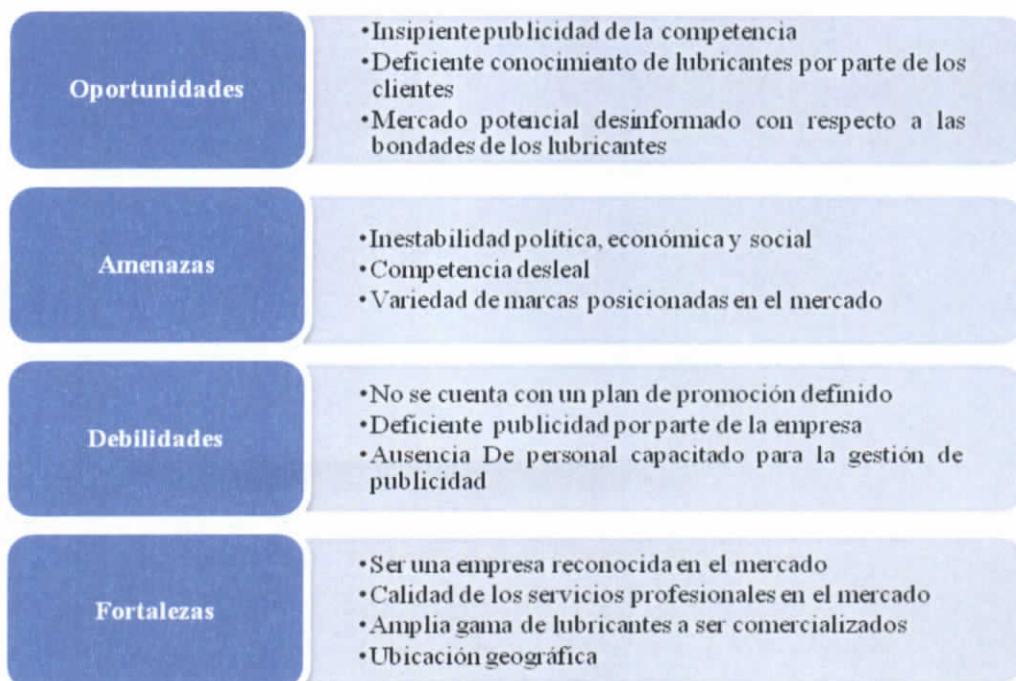 Oportunidades
•Insipiente publicidad de la competencia
•Deficiente conocimiento de lubricantes por parte de los
clientes
•Mercado potencial desinformado con respecto a las
bondades de los lubricantes
Amenazas
•Inestabilidad política, económica y social
•Competencia desleal
•Variedad de marcas posicionadas en el mercado
Debilidades
•No se cuenta con un plan de promoción definido
•Deficiente publicidad por parte de la empresa
•Ausencia De personal capacitado para la gestión de
publicidad
Fortalezas
•Ser una empresa reconocida en el mercado
•Calidad de los servicios profesionales en el mercado
•Amplia gama de lubricantes a ser comercializados
•Ubicación geográfica